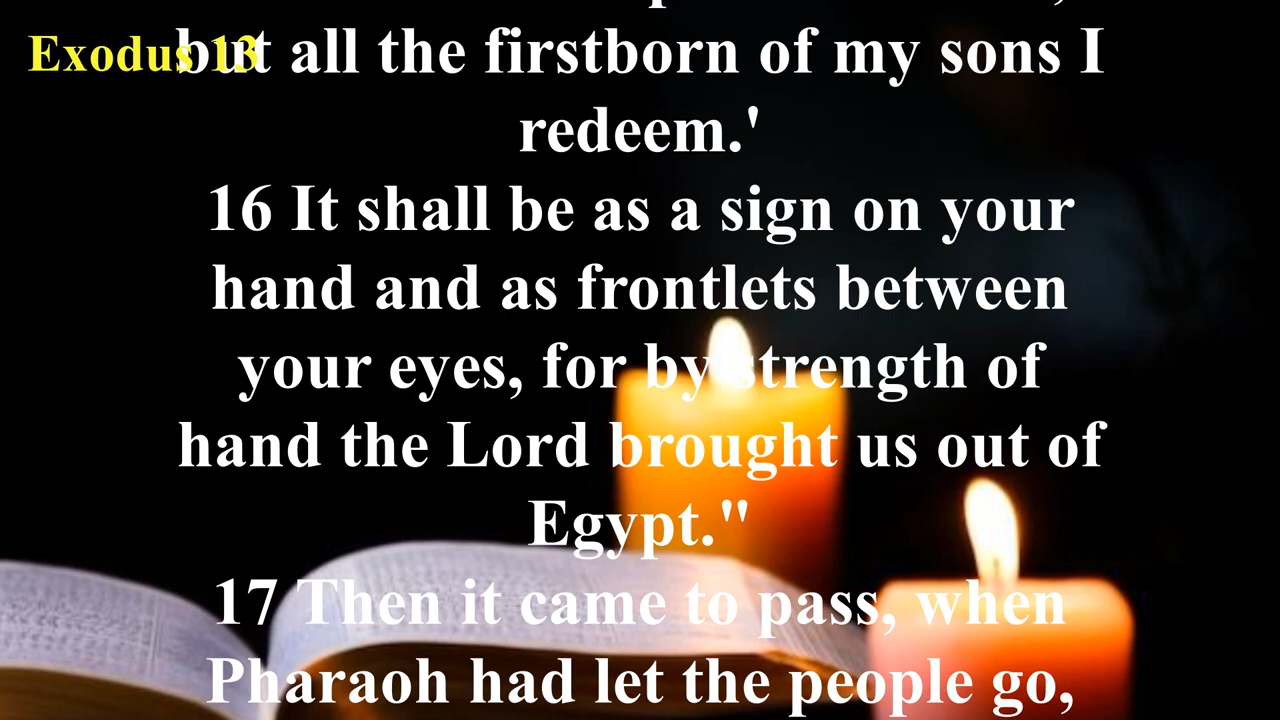 Exodus 13
but all the firstborn of my sons I
redeem.'
16 It shall be as a sign on your
hand and as frontlets between
your eyes, for by strength of
hand the Lord brought us out of
Egypt."
17 Then it came to pass, when
Pharaoh had let the people go,